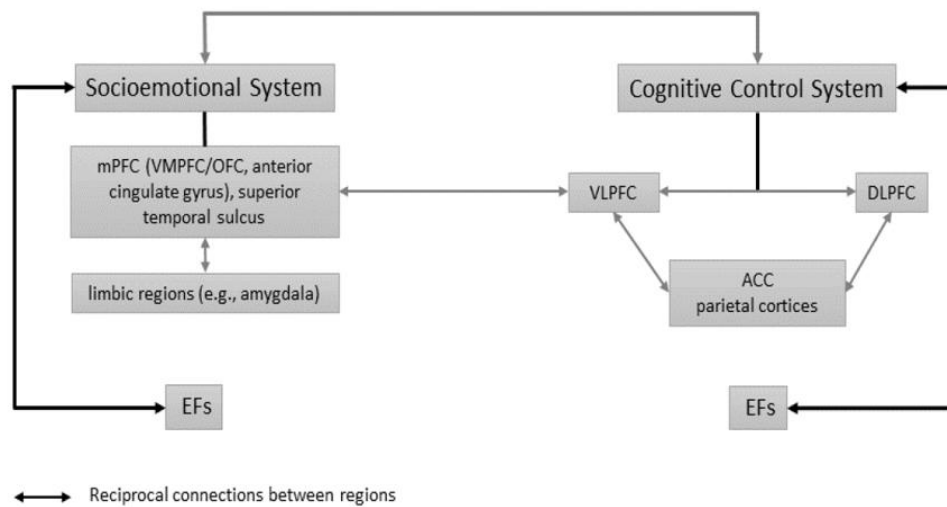 Socioemotional System
Cognitive Control System
mPFC (VMPFC/OFC, anterior
cingulate gyrus), superior
temporal sulcus
VLPFC
DLPFC
limbic regions (e.g., amygdala)
ACC
parietal cortices
EFs
EFs
Reciprocal connections between regions